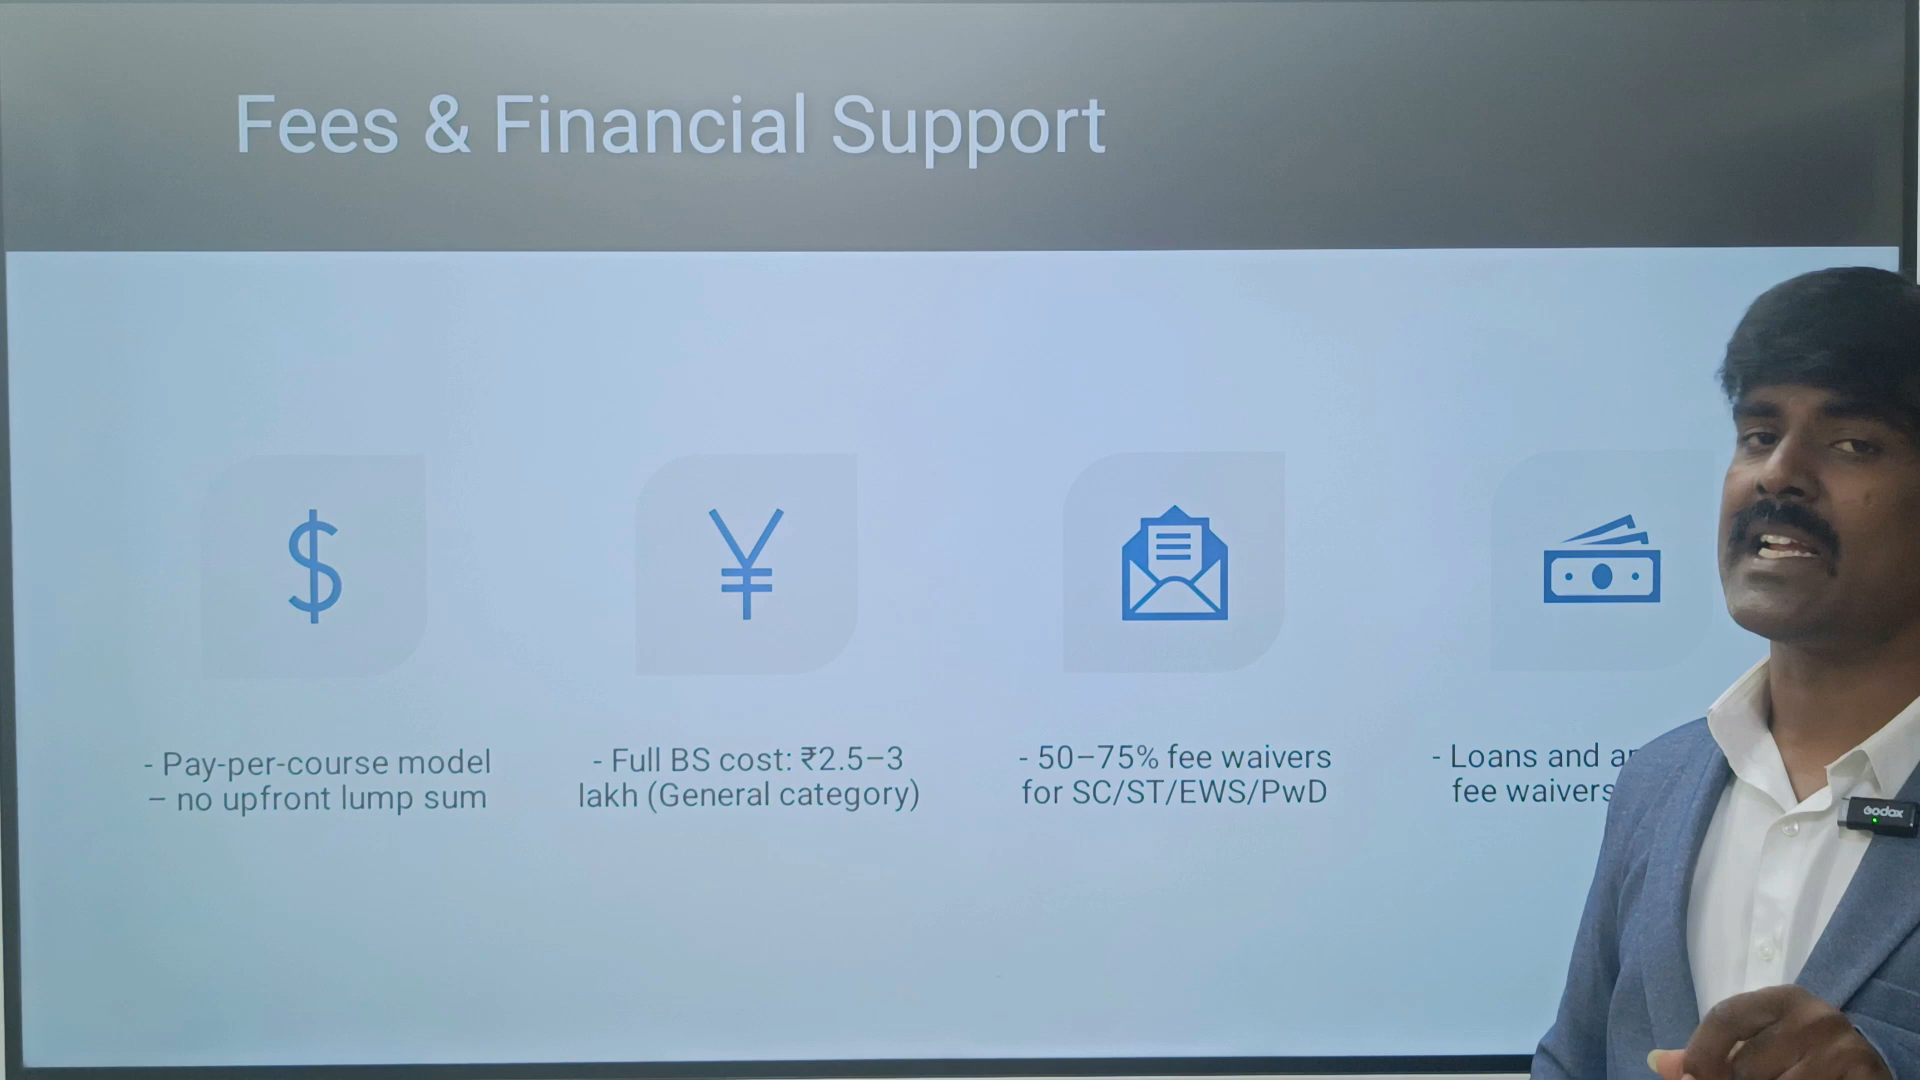 Fees & Financial Support
- Pay-per-course model
– no upfront lump sum
- Full BS cost: ₹2.5–3
lakh (General category)
- 50–75% fee waivers
for SC/ST/EWS/PwD
- Loans and
fee waivers
Godox